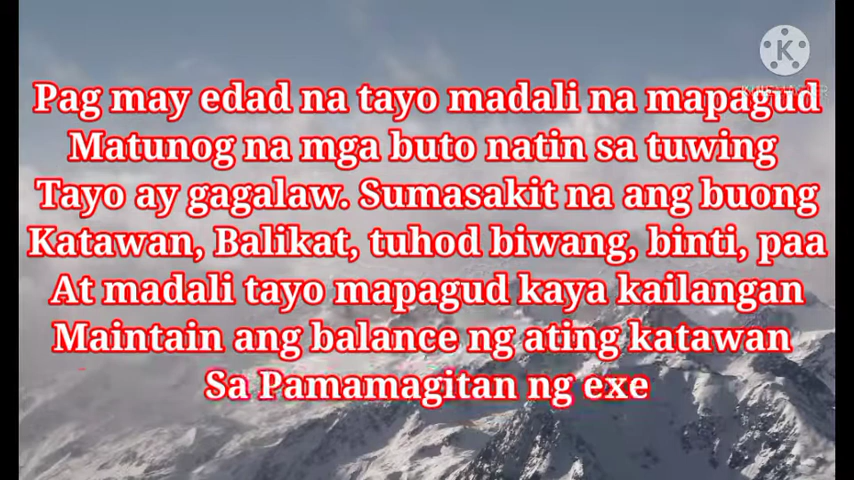 Pag may edad na tayo madali na mapagud
Matunog na mga buto natin sa tuwing
Tayo ay gagalaw. Sumasakit na ang buong
Katawan, Balikat, tuhod biwang, binti, paa
At madali tayo mapagud kaya kailangan
Maintain ang balance ng ating katawan
Sa Pamamagitan ng exe
K